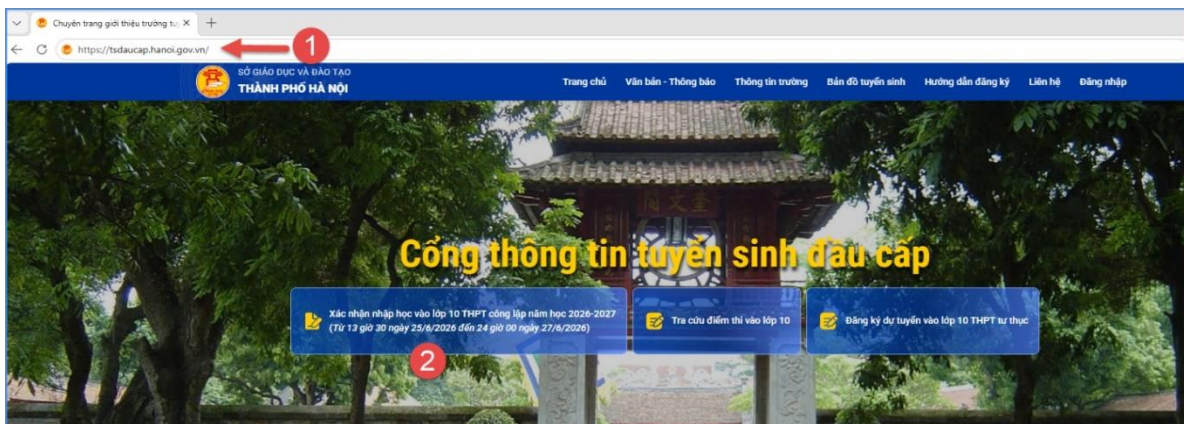 Chuyên trang giới thiệu trường tu
https://tsdaucap.hanoi.gov.vn/
1
SỞ GIÁO DỤC VÀ ĐÀO TẠO
THÀNH PHỐ HÀ NỘI
Trang chủ Văn bản - Thông báo Thông tin trường Bản đồ tuyển sinh Hướng dẫn đăng ký Liên hệ Đăng nhập
奎文閣
Cổng thông tin tuyển sinh đầu cấp
Xác nhận nhập học vào lớp 10 THPT công lập năm học 2026-2027
(Từ 13 giờ 30 ngày 25/6/2026 đến 24 giờ 00 ngày 27/6/2026)
Tra cứu điểm thi vào lớp 10
Đăng ký dự tuyển vào lớp 10 THPT tư thục
2